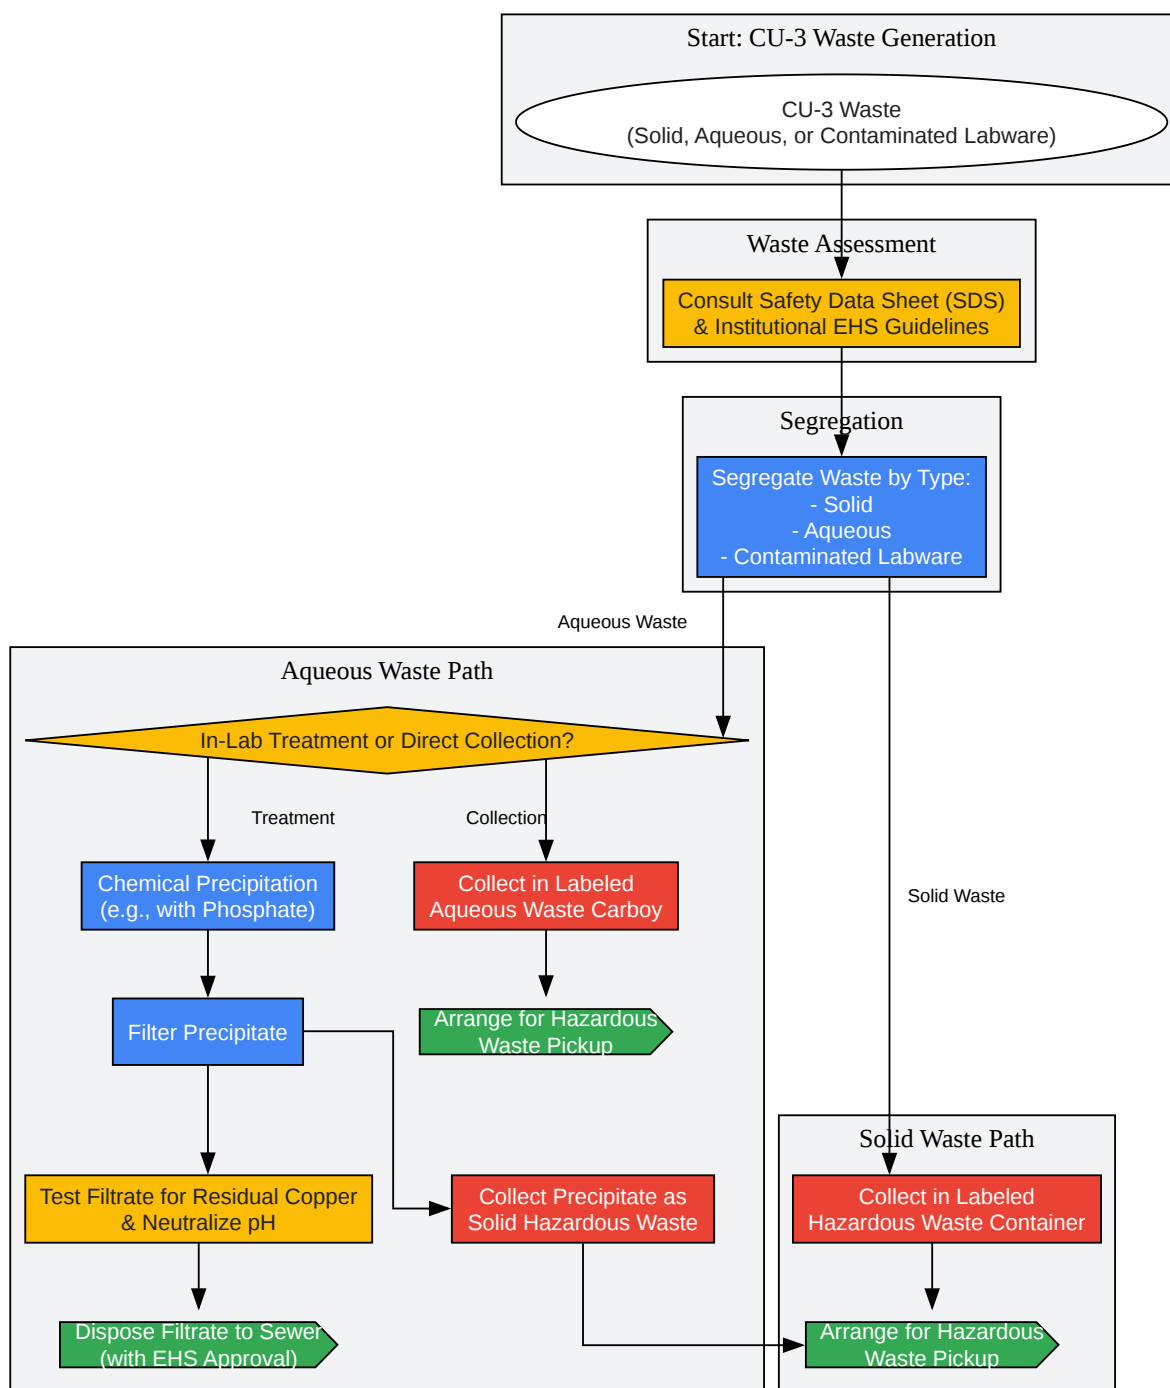 Start: CU-3 Waste Generation
CU-3 Waste
(Solid, Aqueous, or Contaminated Labware)
Waste Assessment
Consult Safety Data Sheet (SDS)
& Institutional EHS Guidelines
Segregation
Segregate Waste by Type:
- Solid
- Aqueous
- Contaminated Labware
Aqueous Waste
Aqueous Waste Path
In-Lab Treatment or Direct Collection?
Treatment
Collection
Chemical Precipitation
(e.g., with Phosphate)
Collect in Labeled
Aqueous Waste Carboy
Solid Waste
Filter Precipitate
Arrange for Hazardous
Waste Pickup
Solid Waste Path
Test Filtrate for Residual Copper
& Neutralize pH
Collect Precipitate as
Solid Hazardous Waste
Collect in Labeled
Hazardous Waste Container
Dispose Filtrate to Sewer
(with EHS Approval)
Arrange for Hazardous
Waste Pickup